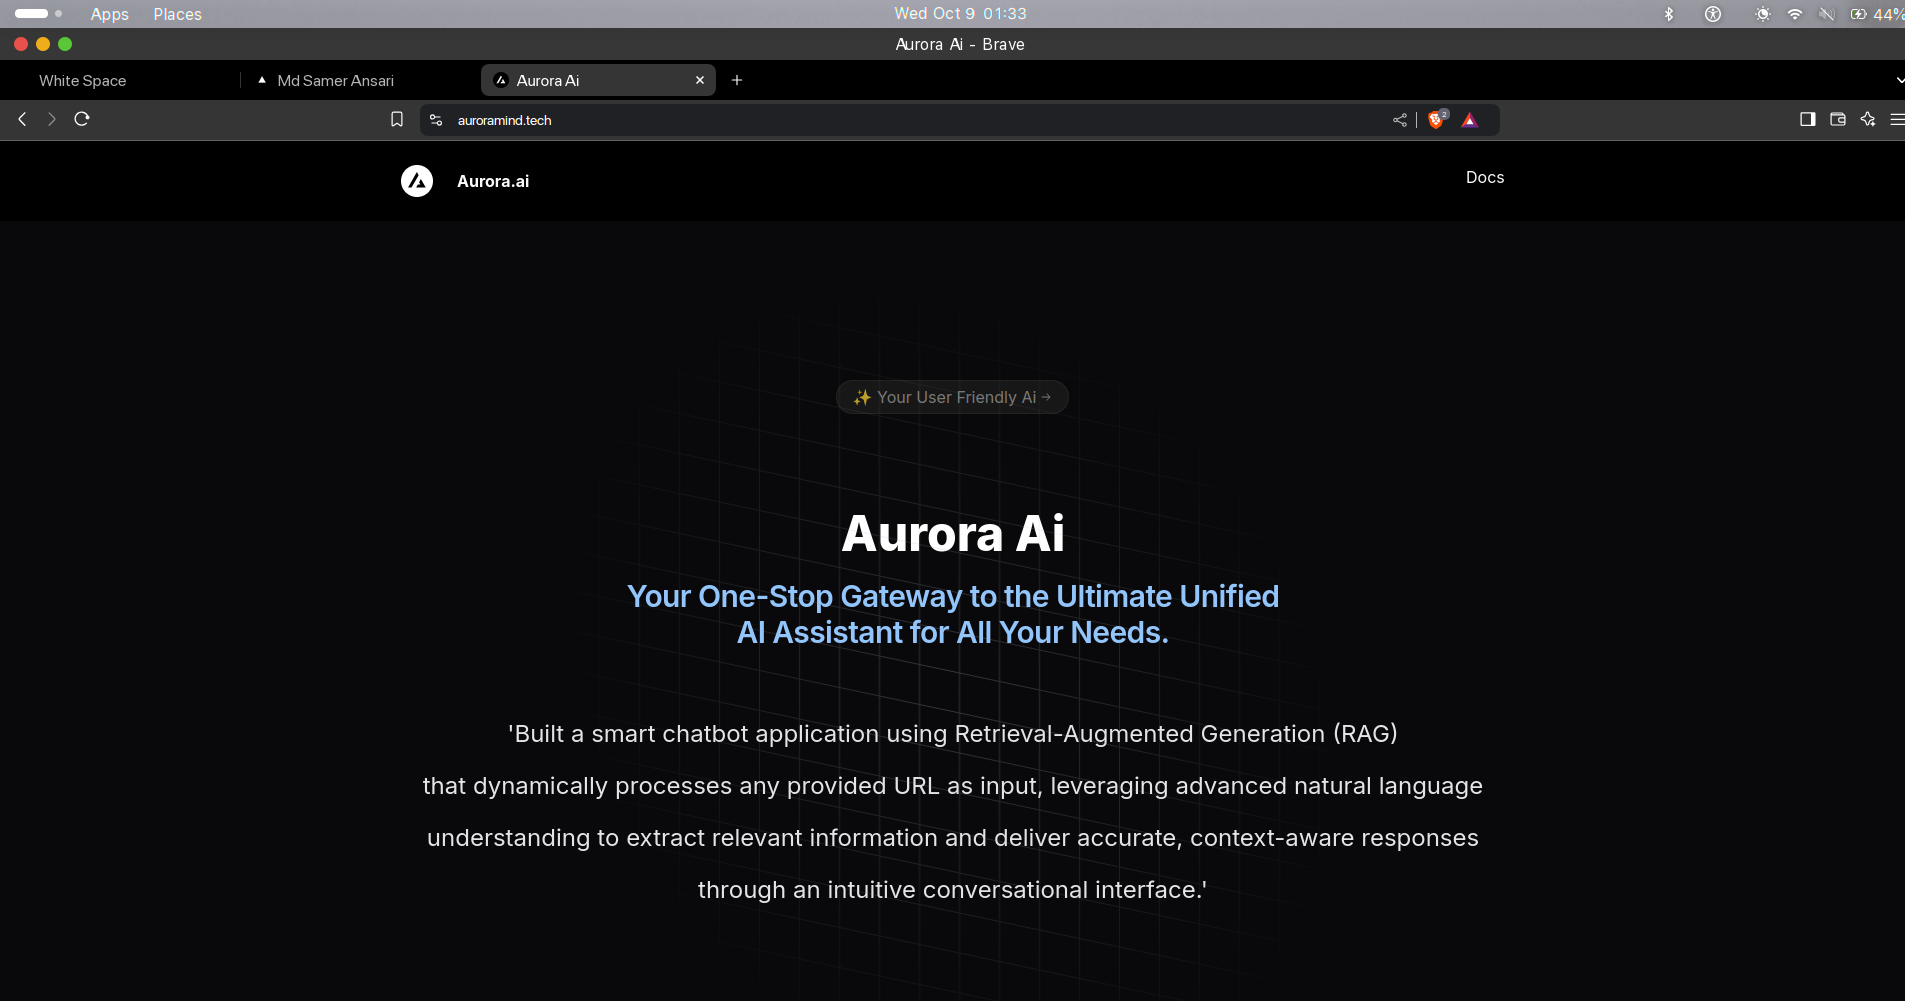 Apps Places Wed Oct 9 01:33 44%
Aurora Ai - Brave
White Space Md Samer Ansari Aurora Ai
auroramind.tech 2
Aurora.ai Docs
✨ Your User Friendly Ai →
Aurora Ai
Your One-Stop Gateway to the Ultimate Unified
AI Assistant for All Your Needs.
'Built a smart chatbot application using Retrieval-Augmented Generation (RAG)
that dynamically processes any provided URL as input, leveraging advanced natural language
understanding to extract relevant information and deliver accurate, context-aware responses
through an intuitive conversational interface.'